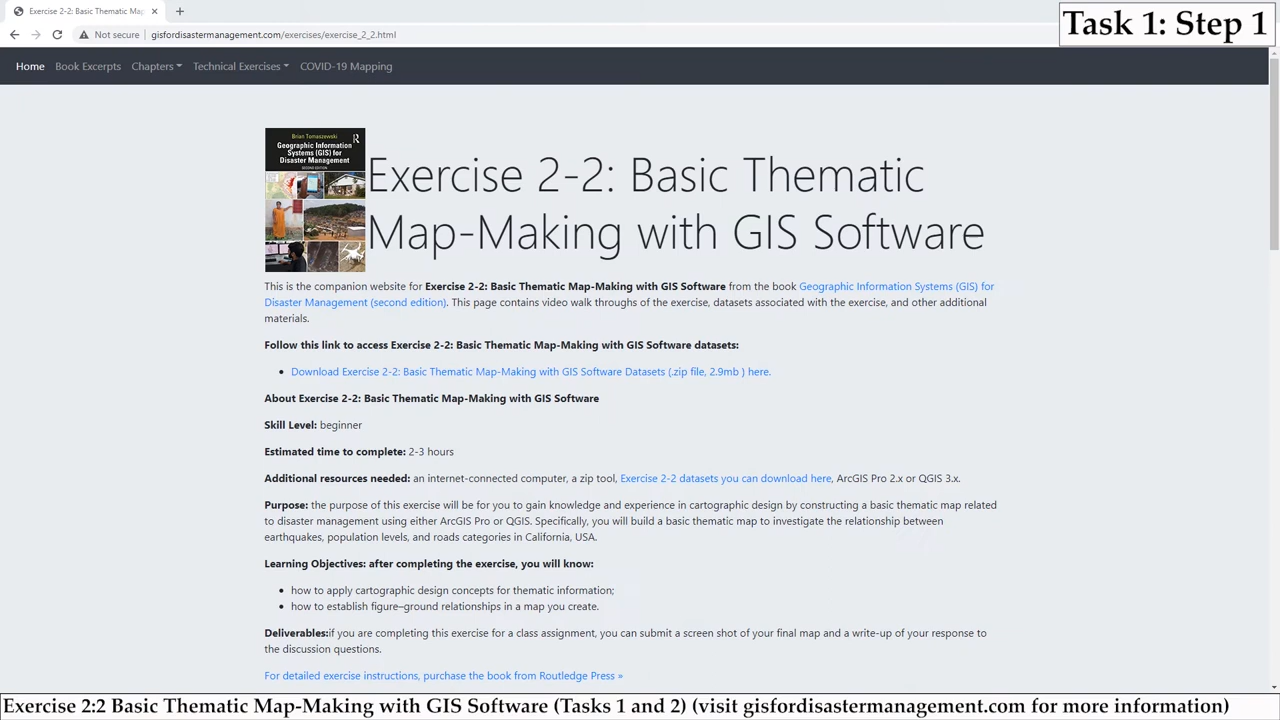 Exercise 2-2: Basic Thematic Map
Task 1: Step 1
Not secure
gisfordisastermanagement.com/exercises/exercise_2_2.html
Home Book Excerpts Chapters Technical Exercises COVID-19 Mapping
Brian Tomaszewski
Geographic Information
Systems (GIS) for
Disaster Management
SECOND EDITION
Exercise 2-2: Basic Thematic
Map-Making with GIS Software
This is the companion website for Exercise 2-2: Basic Thematic Map-Making with GIS Software from the book Geographic Information Systems (GIS) for
Disaster Management (second edition). This page contains video walk throughs of the exercise, datasets associated with the exercise, and other additional
materials.
Follow this link to access Exercise 2-2: Basic Thematic Map-Making with GIS Software datasets:
• Download Exercise 2-2: Basic Thematic Map-Making with GIS Software Datasets (.zip file, 2.9mb ) here.
About Exercise 2-2: Basic Thematic Map-Making with GIS Software
Skill Level: beginner
Estimated time to complete: 2-3 hours
Additional resources needed: an internet-connected computer, a zip tool, Exercise 2-2 datasets you can download here, ArcGIS Pro 2.x or QGIS 3.x.
Purpose: the purpose of this exercise will be for you to gain knowledge and experience in cartographic design by constructing a basic thematic map related
to disaster management using either ArcGIS Pro or QGIS. Specifically, you will build a basic thematic map to investigate the relationship between
earthquakes, population levels, and roads categories in California, USA.
Learning Objectives: after completing the exercise, you will know:
• how to apply cartographic design concepts for thematic information;
• how to establish figure–ground relationships in a map you create.
Deliverables:if you are completing this exercise for a class assignment, you can submit a screen shot of your final map and a write-up of your response to
the discussion questions.
For detailed exercise instructions, purchase the book from Routledge Press »
Exercise 2:2 Basic Thematic Map-Making with GIS Software (Tasks 1 and 2) (visit gisfordisastermanagement.com for more information)